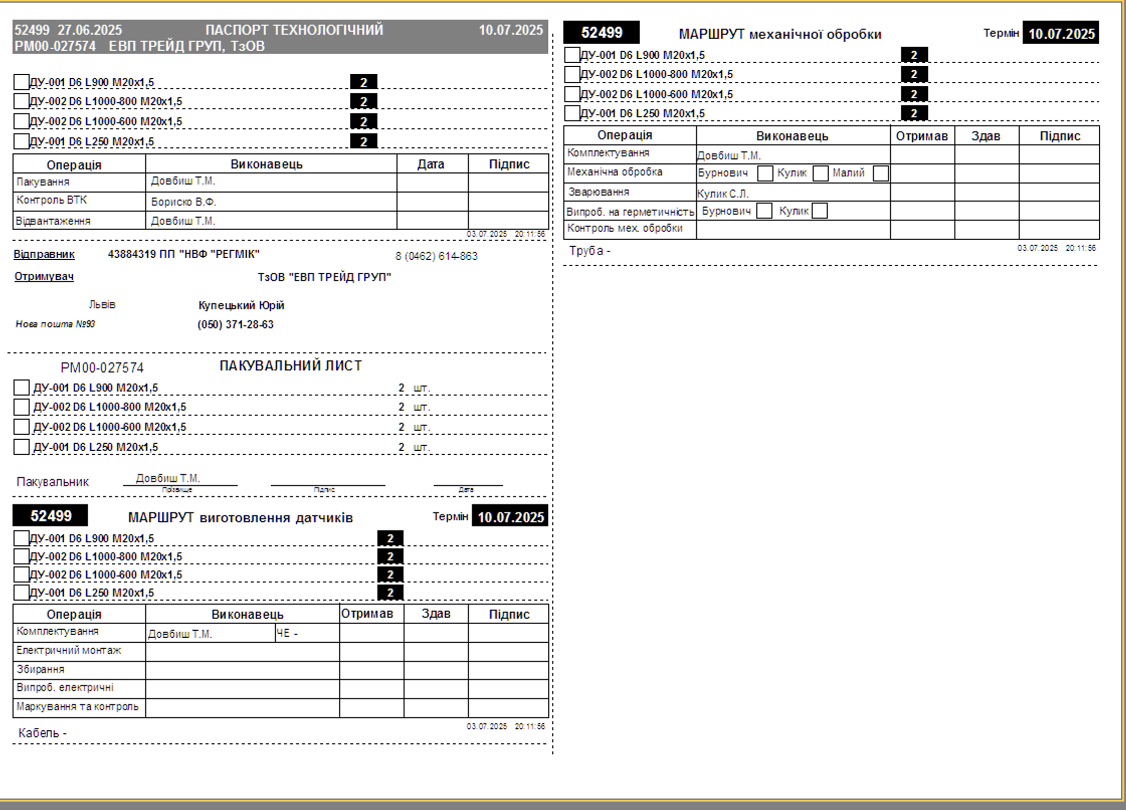 52499 27.06.2025 ПАСПОРТ ТЕХНОЛОГІЧНИЙ 10.07.2025
РМ00-027574 ЕВП ТРЕЙД ГРУП, ТзОВ
ДУ-001 D6 L900 M20x1,5 2
ДУ-002 D6 L1000-800 M20x1,5 2
ДУ-002 D6 L1000-600 M20x1,5 2
ДУ-001 D6 L250 M20x1,5 2
Операція Виконавець Дата Підпис
Пакування Довбиш Т.М.
Контроль ВТК Бориско В.Ф.
Відвантаження Довбиш Т.М.
03.07.2025 20:11:56
Відправник 43884319 ПП "НВФ "РЕГМІК" 8 (0462) 614-863
Отримувач ТзОВ "ЕВП ТРЕЙД ГРУП"
Львів Купецький Юрій
Нова пошта №93 (050) 371-28-63
РМ00-027574 ПАКУВАЛЬНИЙ ЛИСТ
ДУ-001 D6 L900 M20x1,5 2 шт.
ДУ-002 D6 L1000-800 M20x1,5 2 шт.
ДУ-002 D6 L1000-600 M20x1,5 2 шт.
ДУ-001 D6 L250 M20x1,5 2 шт.
Пакувальник Довбиш Т.М.
Прізвище Підпис Дата
52499 МАРШРУТ виготовлення датчиків Термін 10.07.2025
ДУ-001 D6 L900 M20x1,5 2
ДУ-002 D6 L1000-800 M20x1,5 2
ДУ-002 D6 L1000-600 M20x1,5 2
ДУ-001 D6 L250 M20x1,5 2
Операція Виконавець Отримав Здав Підпис
Комплектування Довбиш Т.М. ЧЕ -
Електричний монтаж
Збирання
Випроб. електричні
Маркування та контроль
03.07.2025 20:11:56
Кабель -
52499 МАРШРУТ механічної обробки Термін 10.07.2025
ДУ-001 D6 L900 M20x1,5 2
ДУ-002 D6 L1000-800 M20x1,5 2
ДУ-002 D6 L1000-600 M20x1,5 2
ДУ-001 D6 L250 M20x1,5 2
Операція Виконавець Отримав Здав Підпис
Комплектування Довбиш Т.М.
Механічна обробка Бурнович Кулик Малий
Зварювання Кулик С.Л.
Випроб. на герметичність Бурнович Кулик
Контроль мех. обробки
Труба - 03.07.2025 20:11:56